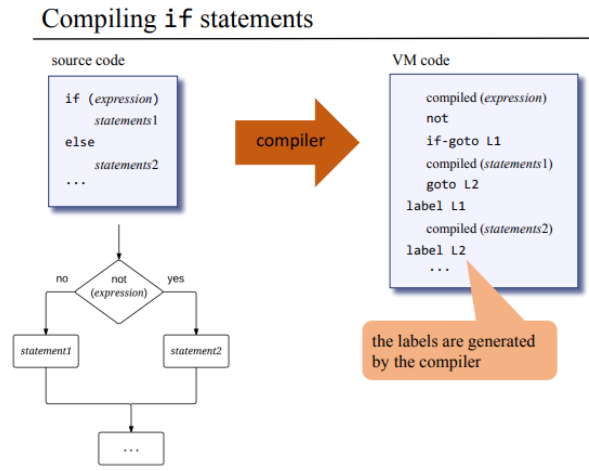 Compiling if statements
source code
if (expression)
statements1
else
statements2
...
compiler
VM code
compiled (expression)
not
if-goto L1
compiled (statements1)
goto L2
label L1
compiled (statements2)
label L2
...
no
not
(expression)
yes
statement1
statement2
...
the labels are generated
by the compiler